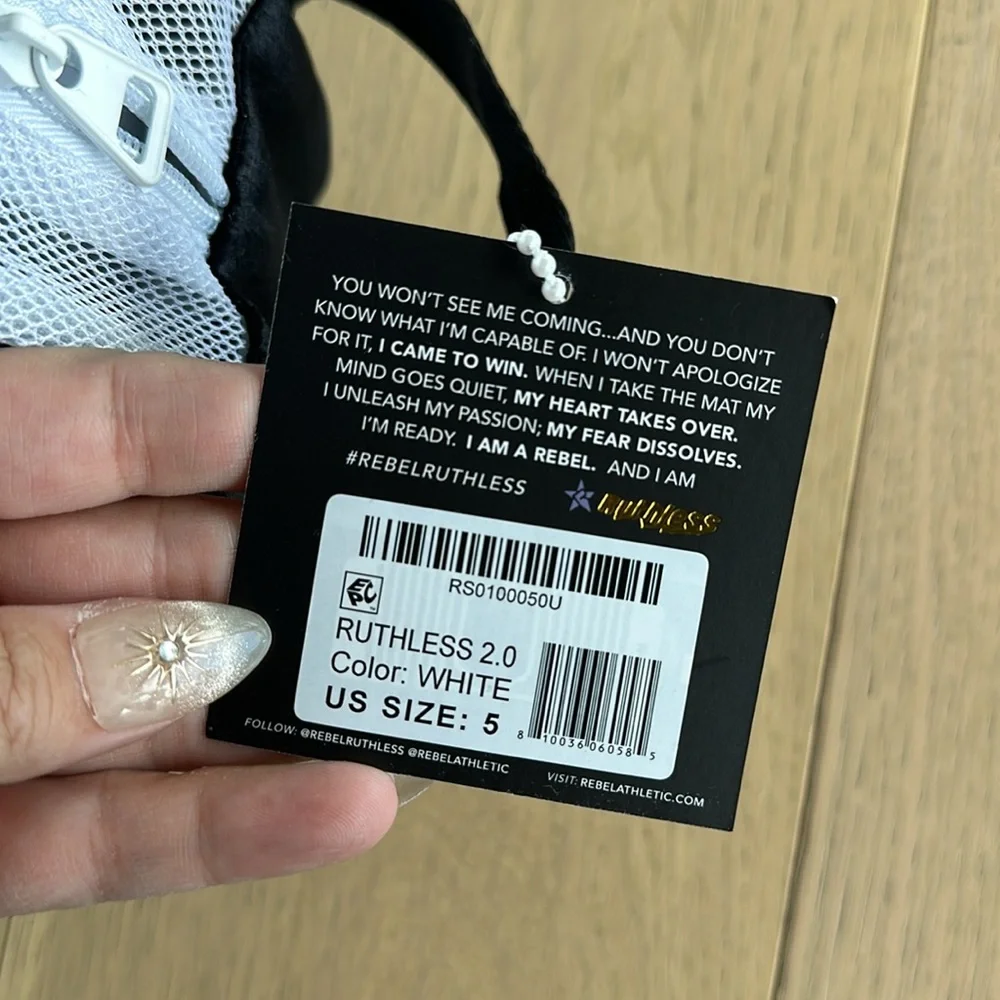 YOU WON'T SEE ME COMING...AND YOU DON'T
KNOW WHAT I'M CAPABLE OF. I WON'T APOLOGIZE
FOR IT, I CAME TO WIN. WHEN I TAKE THE MAT MY
MIND GOES QUIET, MY HEART TAKES OVER.
I UNLEASH MY PASSION; MY FEAR DISSOLVES.
I'M READY. I AM A REBEL. AND I AM
#REBELRUTHLESS
Ruthless
RS0100050U
EPC
TM
RUTHLESS 2.0
Color: WHITE
US SIZE: 5
8 10036 06058 5
FOLLOW: @REBELRUTHLESS @REBELATHLETIC
VISIT: REBELATHLETIC.COM